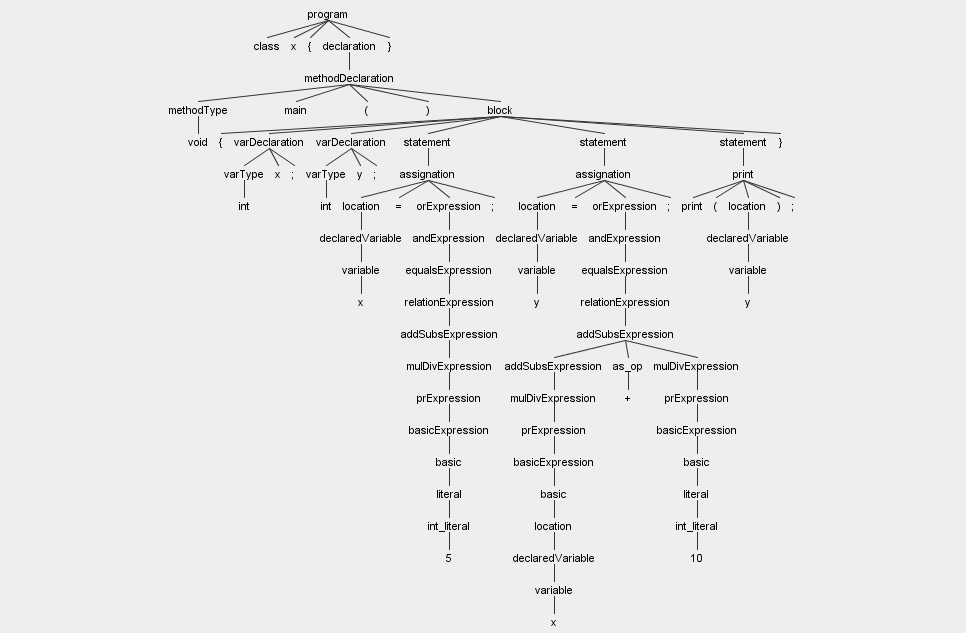 program
class x { declaration }
methodDeclaration
methodType main ( ) block
void { varDeclaration varDeclaration statement statement statement }
varType x ; varType y ; assignation assignation print
int int location = orExpression ; location = orExpression ; print ( location ) ;
declaredVariable andExpression declaredVariable andExpression declaredVariable
variable equalsExpression variable equalsExpression variable
x relationExpression y relationExpression y
addSubsExpression addSubsExpression
mulDivExpression addSubsExpression as_op mulDivExpression
prExpression mulDivExpression + prExpression
basicExpression prExpression basicExpression
basic basicExpression basic
literal basic literal
int_literal location int_literal
5 declaredVariable 10
variable
x